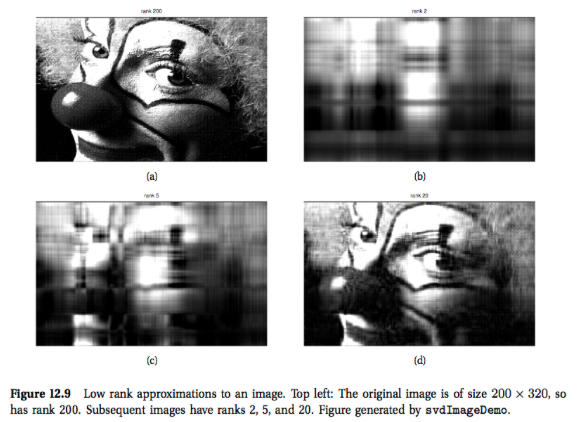 rank 200
rank 2
(a)
(b)
rank 5
rank 20
(c)
(d)
Figure 12.9 Low rank approximations to an image. Top left: The original image is of size 200 × 320, so
has rank 200. Subsequent images have ranks 2, 5, and 20. Figure generated by svdImageDemo.